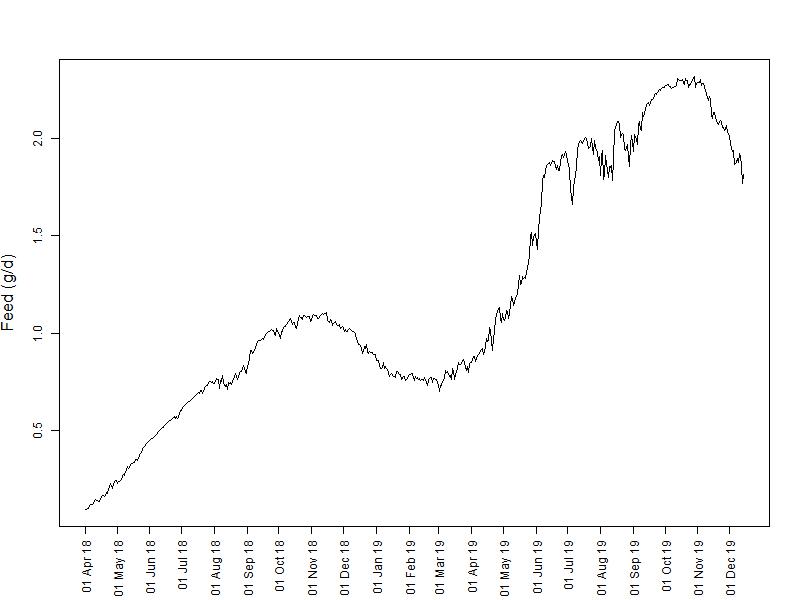 Feed (g/d)
2.0
1.5
1.0
0.5
01 Apr 18
01 May 18
01 Jun 18
01 Jul 18
01 Aug 18
01 Sep 18
01 Oct 18
01 Nov 18
01 Dec 18
01 Jan 19
01 Feb 19
01 Mar 19
01 Apr 19
01 May 19
01 Jun 19
01 Jul 19
01 Aug 19
01 Sep 19
01 Oct 19
01 Nov 19
01 Dec 19